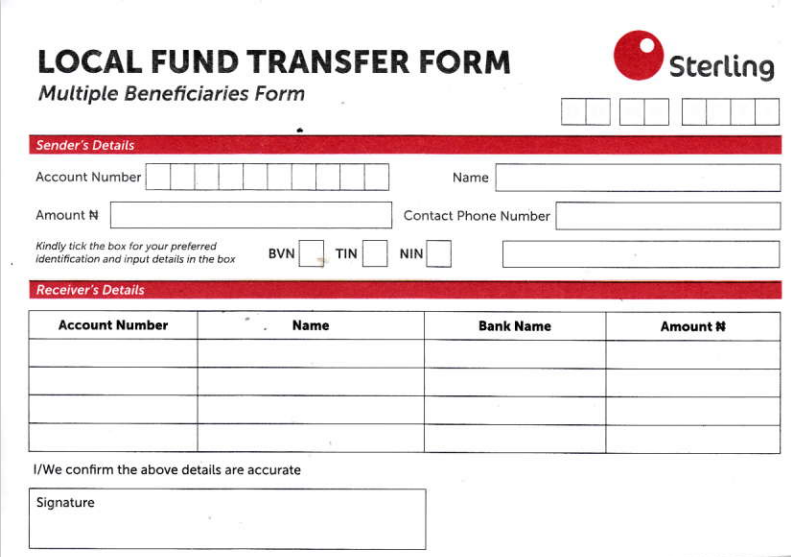 LOCAL FUND TRANSFER FORM
Multiple Beneficiaries Form
Sterling
Sender's Details
Account Number
Name
Amount ₦
Contact Phone Number
Kindly tick the box for your preferred
identification and input details in the box
BVN TIN NIN
Receiver's Details
Account Number Name Bank Name Amount ₦
I/We confirm the above details are accurate
Signature